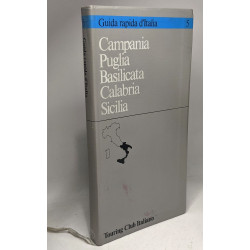 Guida rapida d'Italia 5
Campania
Puglia
Basilicata
Calabria
Sicilia
Touring Club Italiano